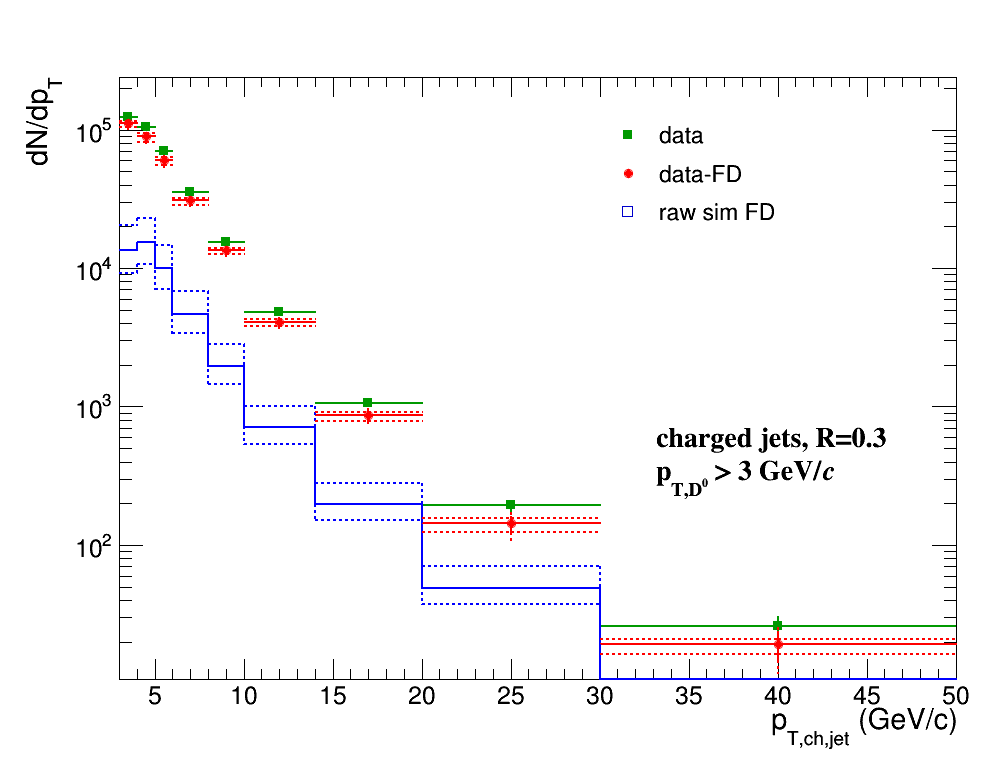 dN/dp_T
10^5
10^4
10^3
10^2
data
data-FD
raw sim FD
charged jets, R=0.3
p_T,D^0 > 3 GeV/c
5 10 15 20 25 30 35 40 45 50
p_T,ch,jet (GeV/c)